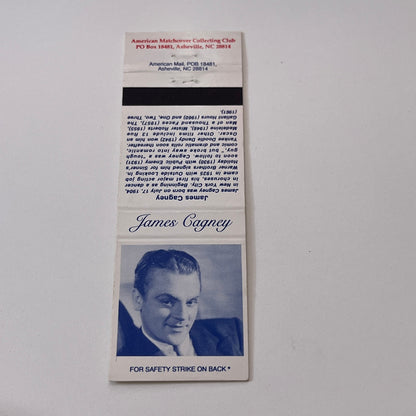 American Matchcover Collecting Club
PO Box 18481, Asheville, NC 28814
American Mail, POB 18481,
Asheville, NC 28814
James Cagney
James Cagney was born on July 17, 1904,
in New York City. Beginning as a dancer and
in choruses, his first major acting job
came in 1925 with Outside Looking In.
Warner Brothers signed him for Sinner's
Holiday (1930) with Public Enemy (1931)
soon to follow. Cagney was a "tough
guy," but broke away into romantic,
and dramatic roles soon thereafter.
Yankee Doodle Dandy (1942) won him an
Oscar. Other films include 13 Rue
Madeleine (1946), Mister Roberts (1955),
Man of a Thousand Faces (1957), The
Gallant Hours (1960) and One, Two, Three
(1961).
James Cagney
FOR SAFETY STRIKE ON BACK